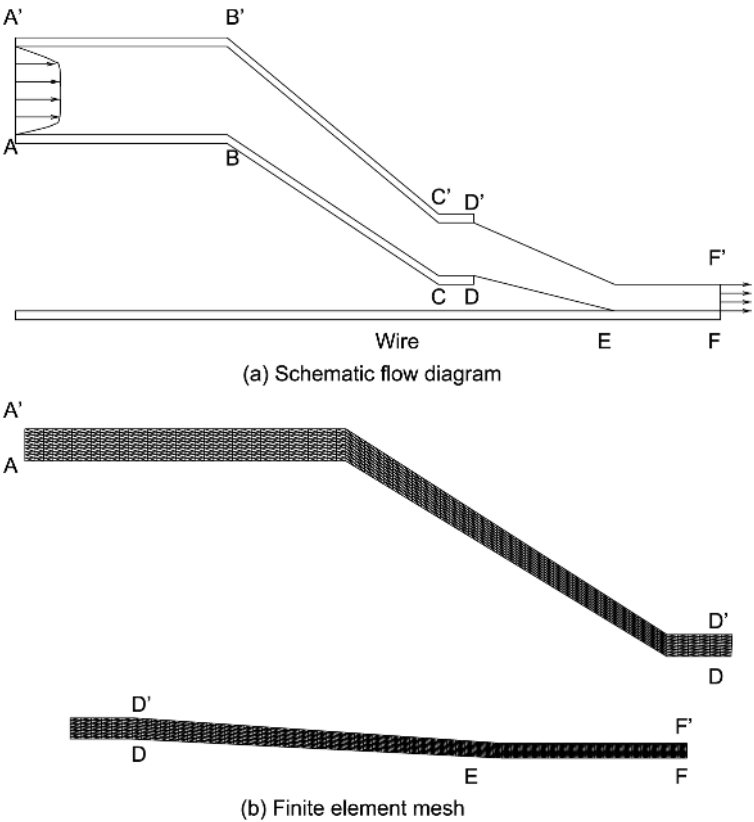 A' B'
A
B
C' D'
F'
C D
Wire E F
(a) Schematic flow diagram
A'
A
D'
D
D' F'
D E F
(b) Finite element mesh